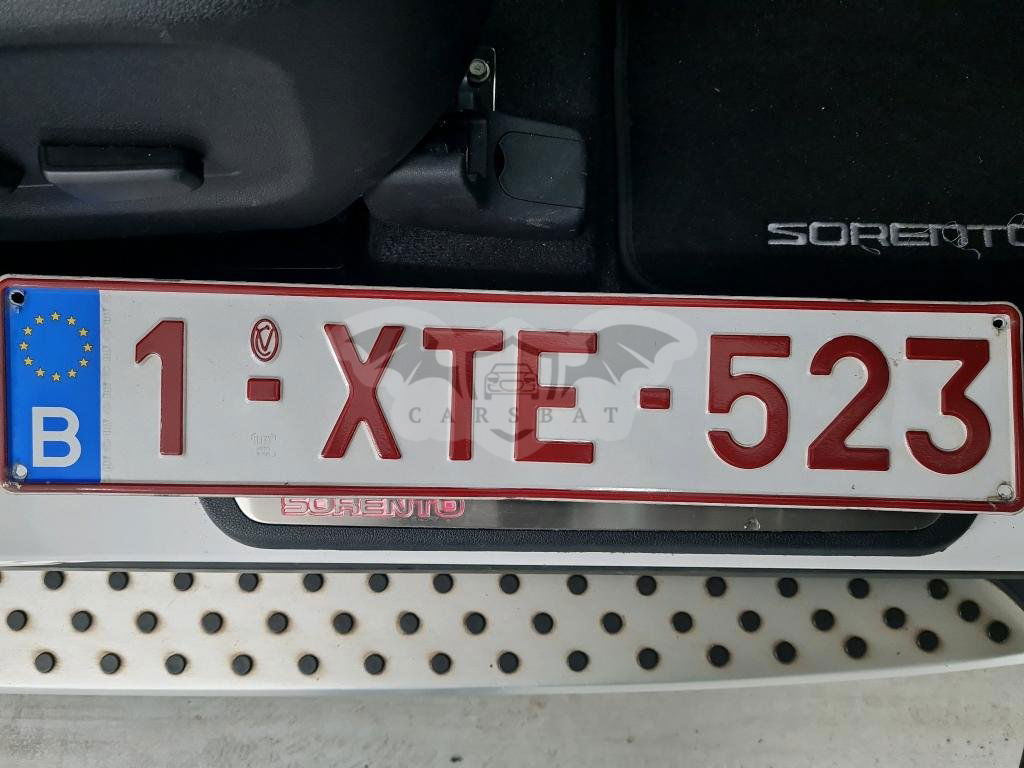 SORENTO
B 1-XTE-523
CARSBAT
SORENTO